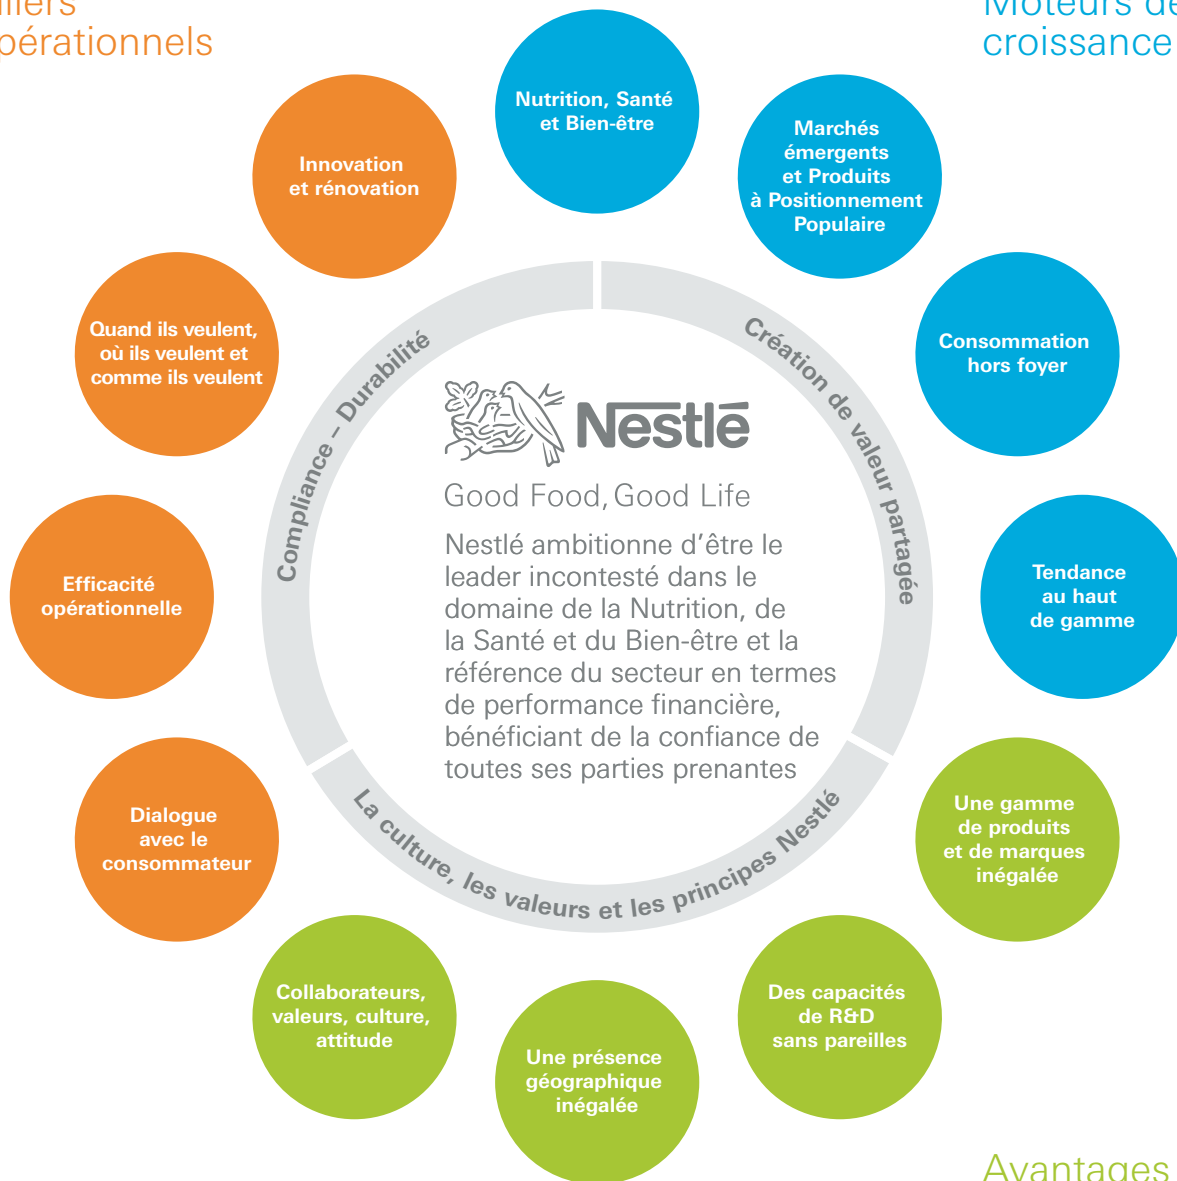 opérationnels
Moteurs de
croissance
Nutrition, Santé
et Bien-être
Marchés
émergents
et Produits
à Positionnement
Populaire
Consommation
hors foyer
Tendance
au haut
de gamme
Une gamme
de produits
et de marques
inégalée
Des capacités
de R&D
sans pareilles
Une présence
géographique
inégalée
Collaborateurs,
valeurs, culture,
attitude
Dialogue
avec le
consommateur
Efficacité
opérationnelle
Quand ils veulent,
où ils veulent et
comme ils veulent
Innovation
et rénovation
Compliance – Durabilité
Création de valeur partagée
La culture, les valeurs et les principes Nestlé
Nestlé
Good Food, Good Life
Nestlé ambitionne d’être le
leader incontesté dans le
domaine de la Nutrition, de
la Santé et du Bien-être et la
référence du secteur en termes
de performance financière,
bénéficiant de la confiance de
toutes ses parties prenantes
Avantages